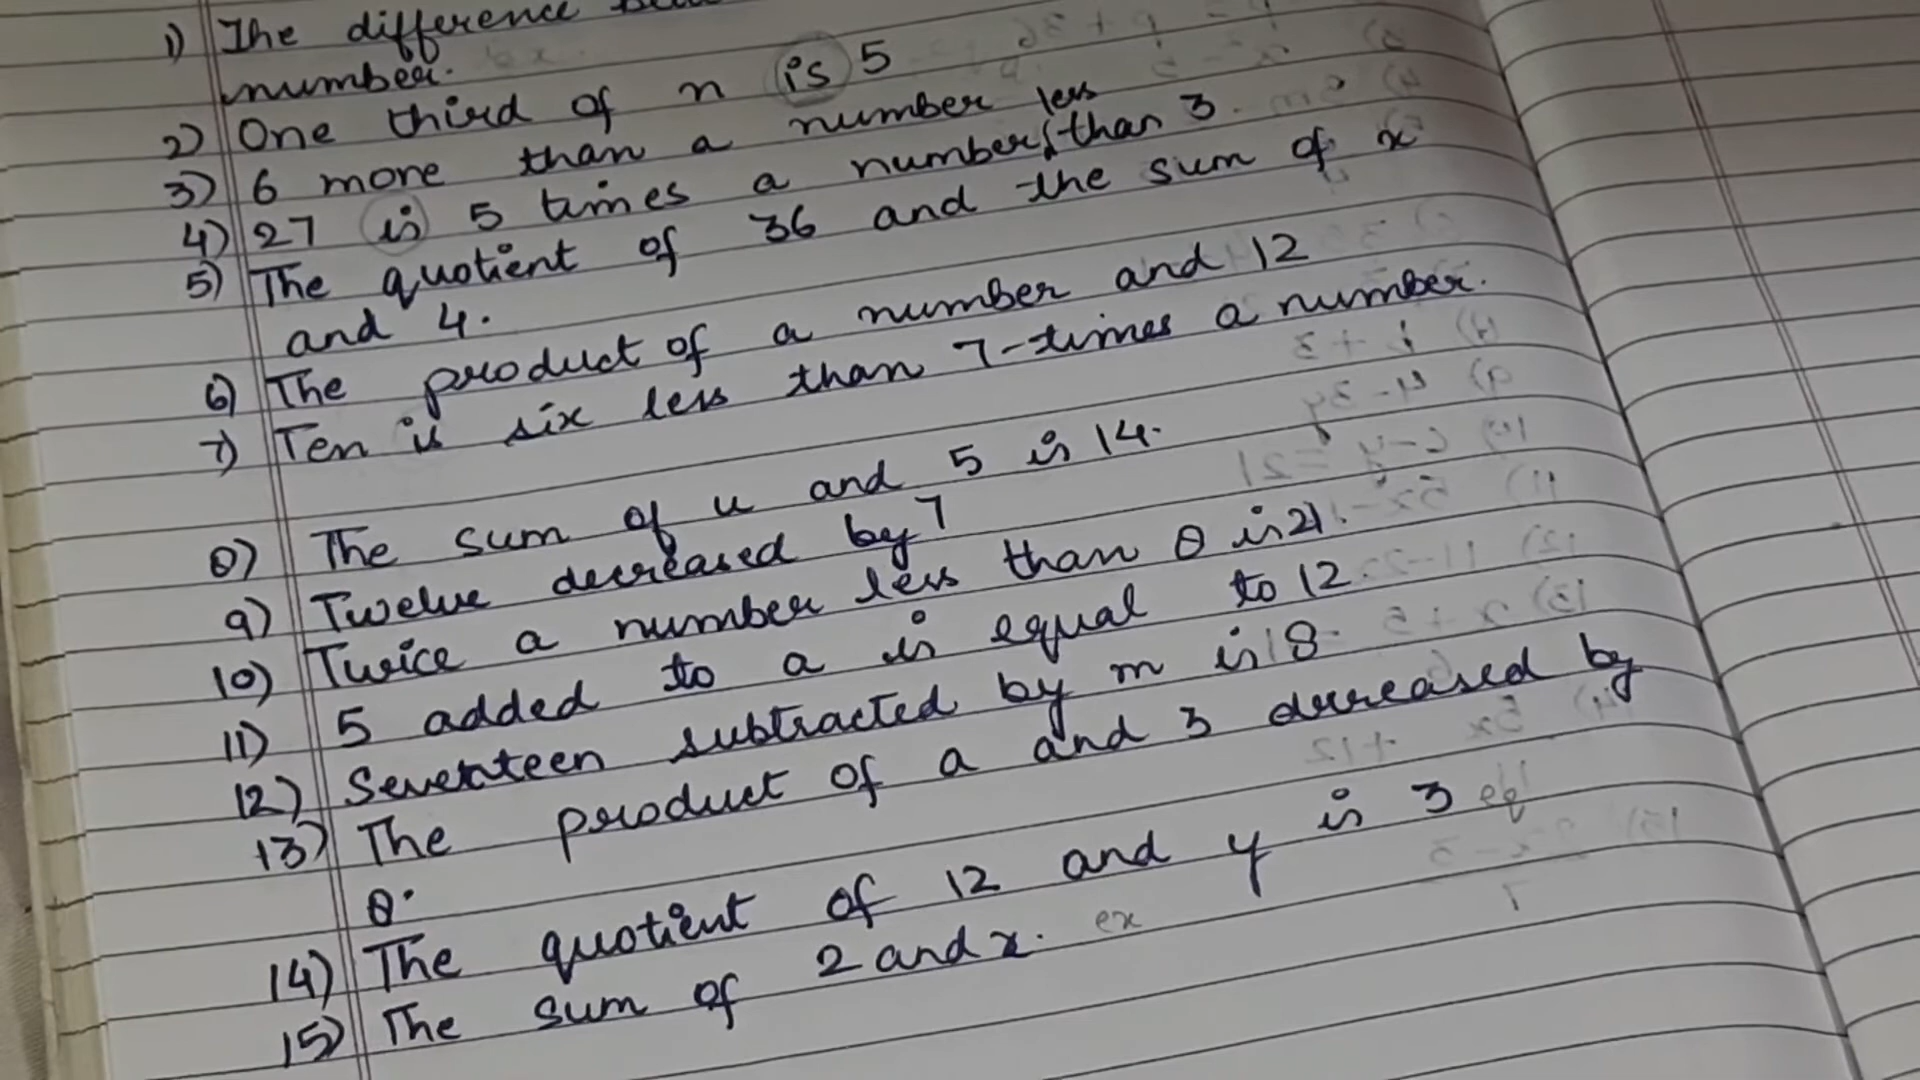 1) The difference
number.
2) One third of n is 5
3) 6 more than a number
4) 27 is 5 times a number less than 3.
5) The quotient of 36 and the sum of x
and 4.
6) The product of a number and 12
7) Ten is six less than 7-times a number.
8) The sum of u and 5 is 14.
9) Twelve decreased by 7
10) Twice a number less than θ is 21.
11) 5 added to a is equal to 12.
12) Seventeen subtracted by m is 18.
13) The product of a and 3 decreased by
θ.
14) The quotient of 12 and y is 3 eq
15) The sum of 2 and x. ex